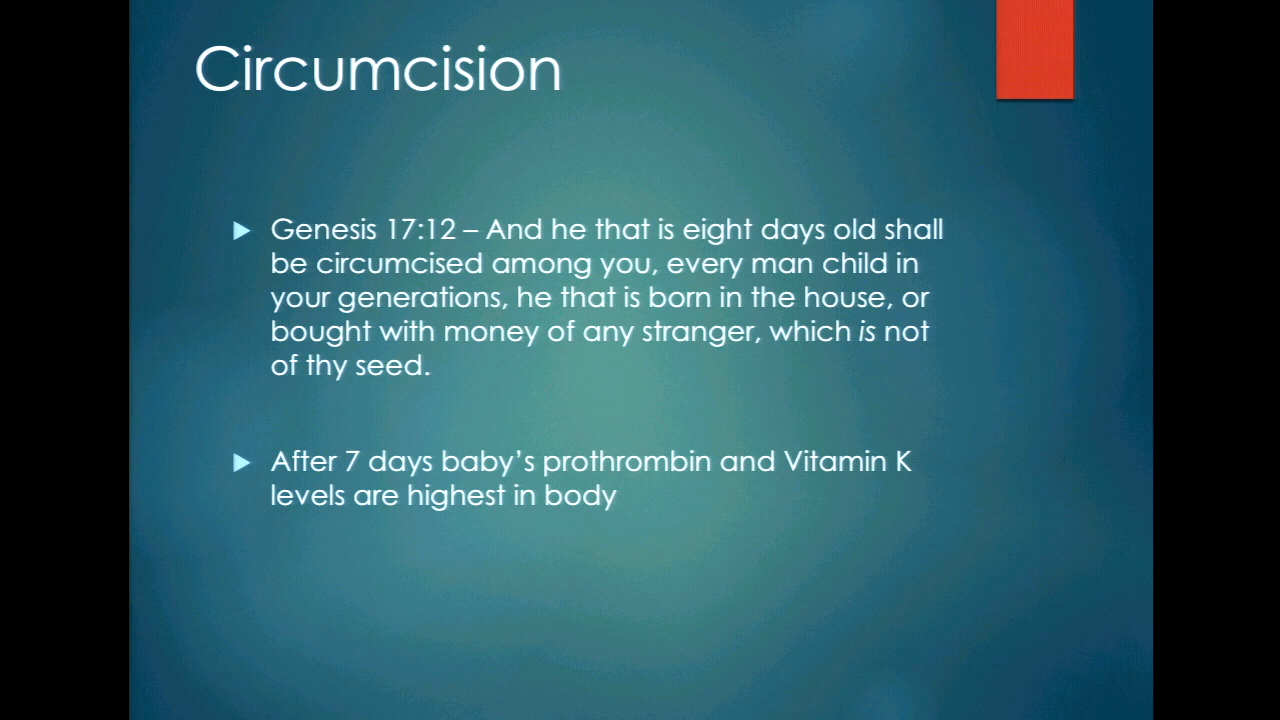 Circumcision
Genesis 17:12 – And he that is eight days old shall
be circumcised among you, every man child in
your generations, he that is born in the house, or
bought with money of any stranger, which is not
of thy seed.
After 7 days baby’s prothrombin and Vitamin K
levels are highest in body